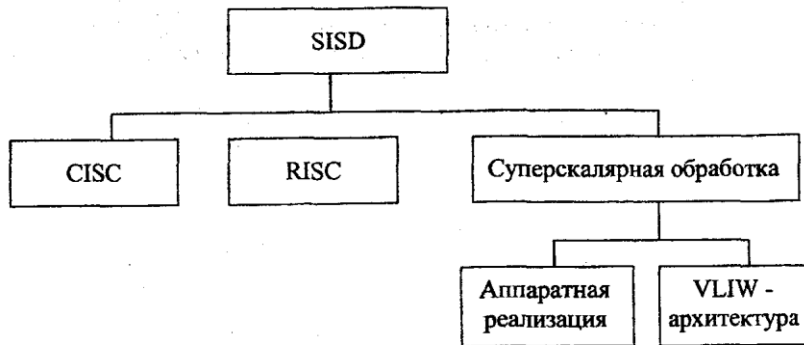 SISD
CISC
RISC
Суперскалярная обработка
Аппаратная
реализация
VLIW -
архитектура